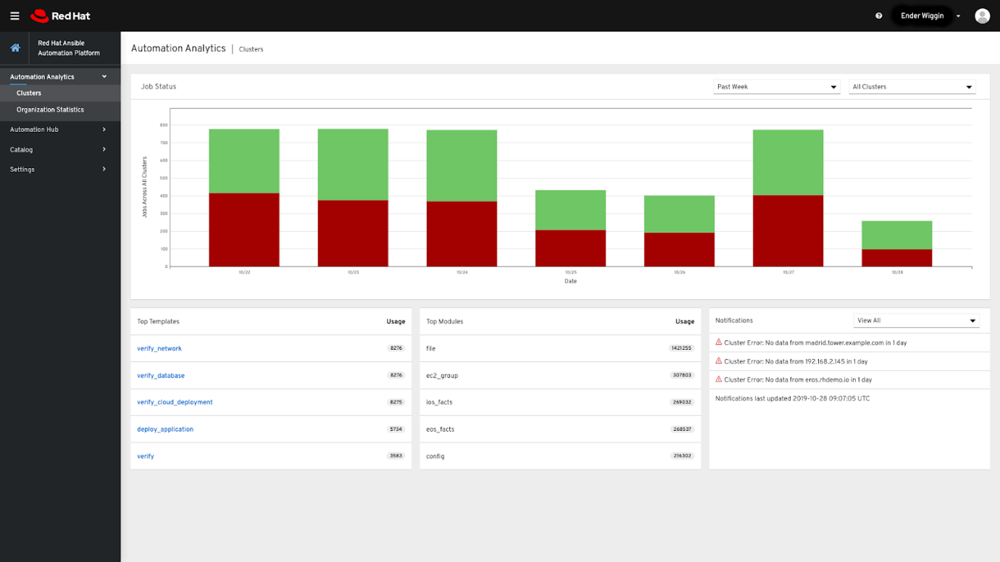 Red Hat
Ender Wiggin
Red Hat Ansible
Automation Platform
Automation Analytics
Clusters
Organization Statistics
Automation Hub
Catalog
Settings
Automation Analytics | Clusters
Job Status
Past Week
All Clusters
Jobs Across All Clusters
800
700
600
500
400
300
200
100
0
10/22 10/23 10/24 10/25 10/26 10/27 10/28
Date
Top Templates Usage
verify_network 8276
verify_database 8276
verify_cloud_deployment 8275
deploy_application 5734
verify 3583
Top Modules Usage
file 1421255
ec2_group 307803
ios_facts 269032
eos_facts 268537
config 216302
Notifications View All
Cluster Error: No data from madrid.tower.example.com in 1 day
Cluster Error: No data from 192.168.2.145 in 1 day
Cluster Error: No data from eros.rhdemo.io in 1 day
Notifications last updated 2019-10-28 09:07:05 UTC